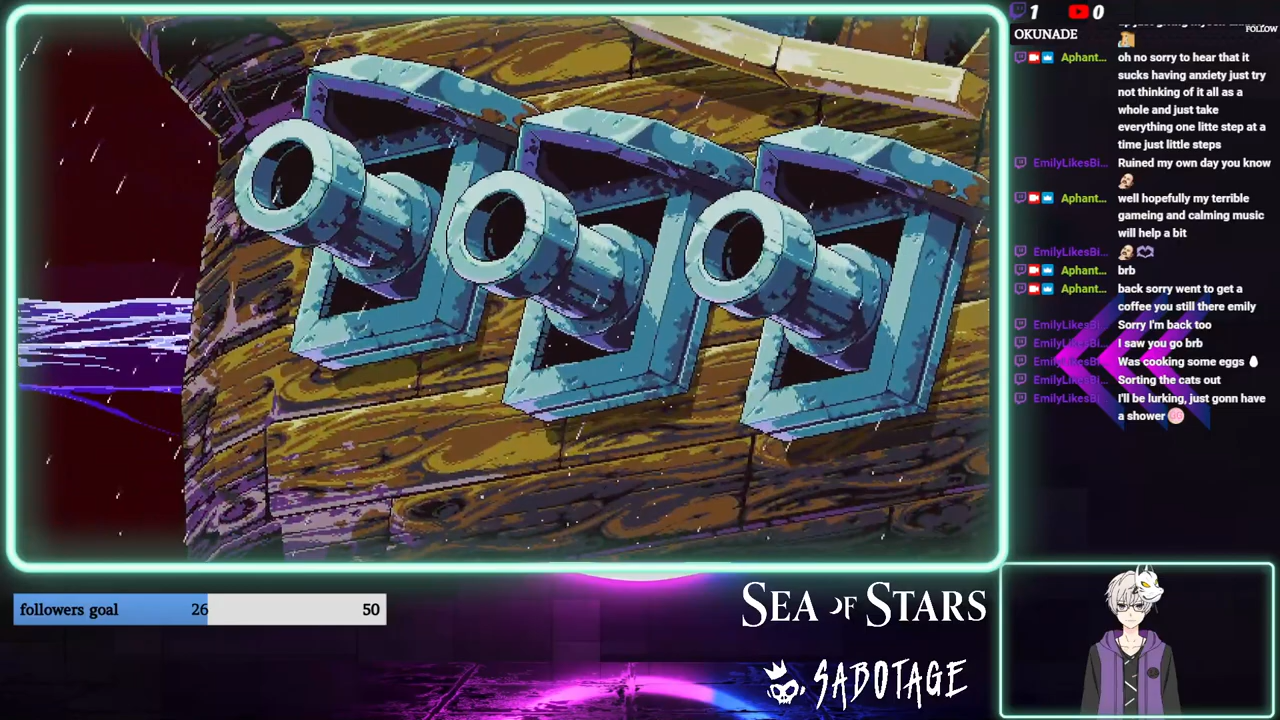 1
0
OKUNADE
FOLLOW
Aphant... oh no sorry to hear that it
sucks having anxiety just try
not thinking of it all as a
whole and just take
everything one litte step at a
time just little steps
EmilyLikesBi... Ruined my own day you know
Aphant... well hopefully my terrible
gameing and calming music
will help a bit
EmilyLikesBi...
Aphant... brb
Aphant... back sorry went to get a
coffee you still there emily
EmilyLikesBi... Sorry I'm back too
EmilyLikesBi... I saw you go brb
EmilyLikesBi... Was cooking some eggs
EmilyLikesBi... Sorting the cats out
EmilyLikesBi... I'll be lurking, just gonn have
a shower
followers goal 26 50
SEA OF STARS
SABOTAGE